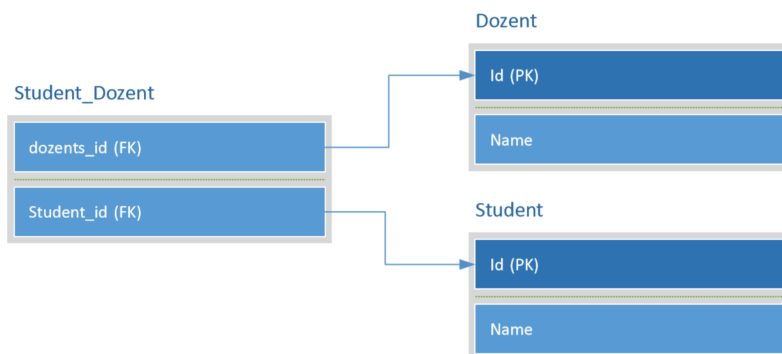 Student_Dozent
dozents_id (FK)
Student_id (FK)
Dozent
Id (PK)
Name
Student
Id (PK)
Name